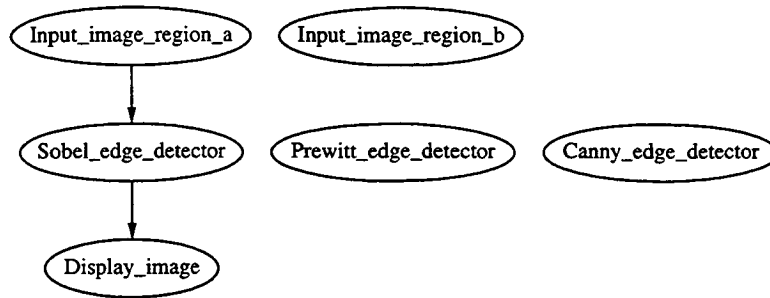 Input_image_region_a
Input_image_region_b
Sobel_edge_detector
Prewitt_edge_detector
Canny_edge_detector
Display_image